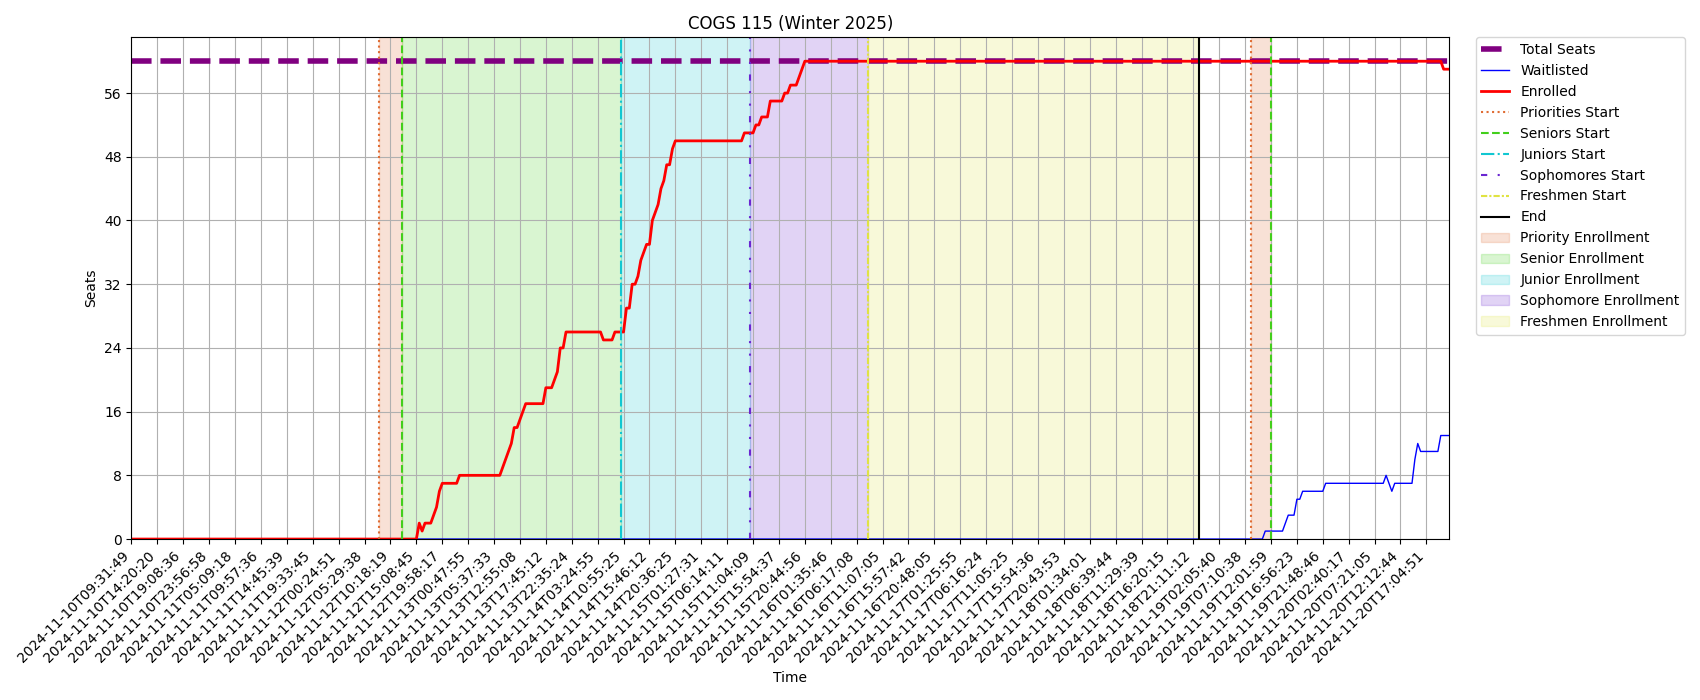 COGS 115 (Winter 2025)
Total Seats
Waitlisted
Enrolled
Priorities Start
Seniors Start
Juniors Start
Sophomores Start
Freshmen Start
End
Priority Enrollment
Senior Enrollment
Junior Enrollment
Sophomore Enrollment
Freshmen Enrollment
Seats
56
48
40
32
24
16
8
0
2024-11-10T09:31:49
2024-11-10T14:20:20
2024-11-10T19:08:36
2024-11-10T23:56:58
2024-11-11T05:09:18
2024-11-11T09:57:36
2024-11-11T14:45:39
2024-11-11T19:33:45
2024-11-12T00:24:51
2024-11-12T05:29:38
2024-11-12T10:18:19
2024-11-12T15:08:45
2024-11-12T19:58:17
2024-11-13T00:47:55
2024-11-13T05:37:33
2024-11-13T12:55:08
2024-11-13T17:45:12
2024-11-13T22:35:24
2024-11-14T03:24:55
2024-11-14T10:55:25
2024-11-14T15:46:12
2024-11-14T20:36:25
2024-11-15T01:27:31
2024-11-15T06:14:11
2024-11-15T11:04:09
2024-11-15T15:54:37
2024-11-15T20:44:56
2024-11-16T01:35:46
2024-11-16T06:17:08
2024-11-16T11:07:05
2024-11-16T15:57:42
2024-11-16T20:48:05
2024-11-17T01:25:55
2024-11-17T06:16:24
2024-11-17T11:05:25
2024-11-17T15:54:36
2024-11-17T20:43:53
2024-11-18T01:34:01
2024-11-18T06:39:44
2024-11-18T11:29:39
2024-11-18T16:20:15
2024-11-18T21:11:12
2024-11-19T02:05:40
2024-11-19T07:10:38
2024-11-19T12:01:59
2024-11-19T16:56:23
2024-11-19T21:48:46
2024-11-20T02:40:17
2024-11-20T07:21:05
2024-11-20T12:12:44
2024-11-20T17:04:51
Time